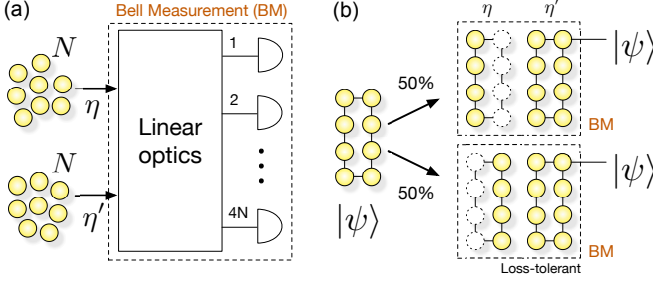 (a)
Bell Measurement (BM)
N
η
N
η′
Linear
optics
1
2
4N
(b)
|ψ⟩
50%
50%
η
η′
|ψ⟩
BM
|ψ⟩
BM
Loss-tolerant